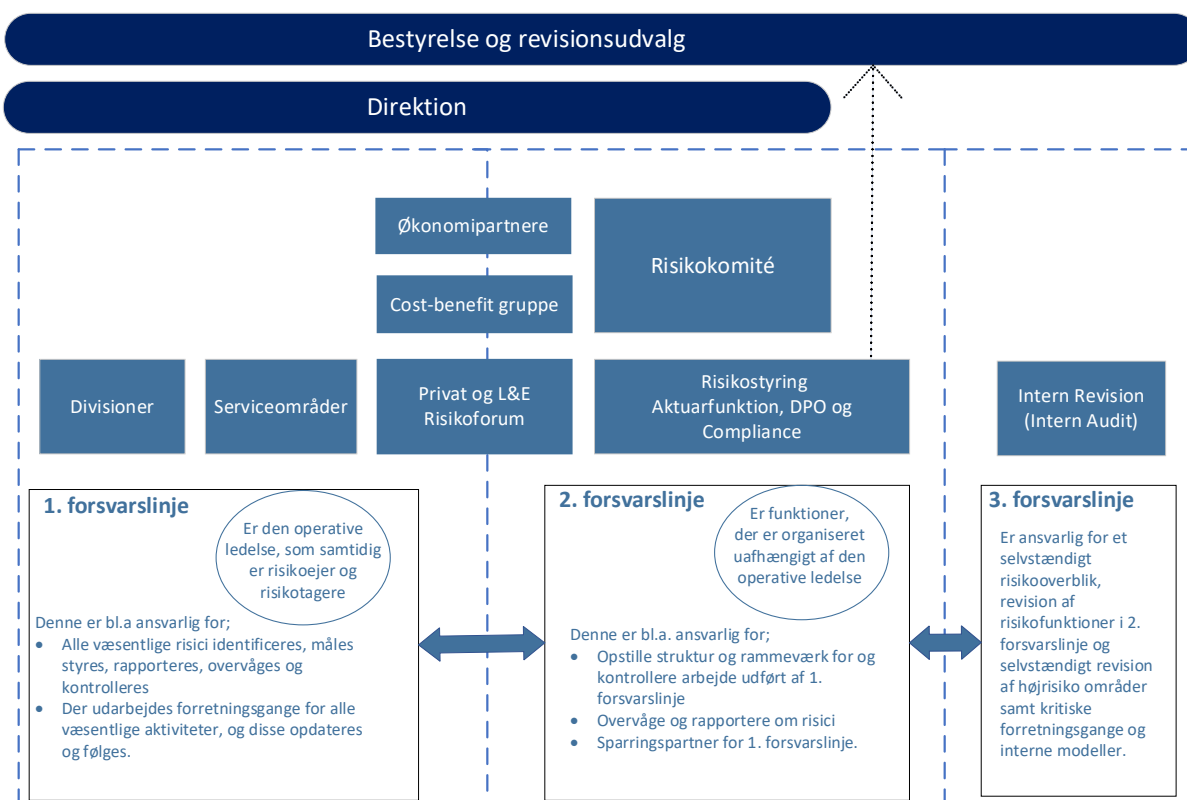 Bestyrelse og revisionsudvalg
Direktion
Økonomipartnere
Risikokomité
Cost-benefit gruppe
Divisioner
Serviceområder
Privat og L&E
Risikoforum
Risikostyring
Aktuarfunktion, DPO og
Compliance
Intern Revision
(Intern Audit)
1. forsvarslinje
Er den operative
ledelse, som samtidig
er risikoejer og
risikotagere
Denne er bl.a ansvarlig for;
• Alle væsentlige risici identificeres, måles
styres, rapporteres, overvåges og
kontrolleres
• Der udarbejdes forretningsgange for alle
væsentlige aktiviteter, og disse opdateres
og følges.
2. forsvarslinje
Er funktioner,
der er organiseret
uafhængigt af den
operative ledelse
Denne er bl.a. ansvarlig for;
• Opstille struktur og rammeværk for og
kontrollere arbejde udført af 1.
forsvarslinje
• Overvåge og rapportere om risici
• Sparringspartner for 1. forsvarslinje.
3. forsvarslinje
Er ansvarlig for et
selvstændigt
risikooverblik,
revision af
risikofunktioner i 2.
forsvarslinje og
selvstændigt revision
af højrisiko områder
samt kritiske
forretningsgange og
interne modeller.